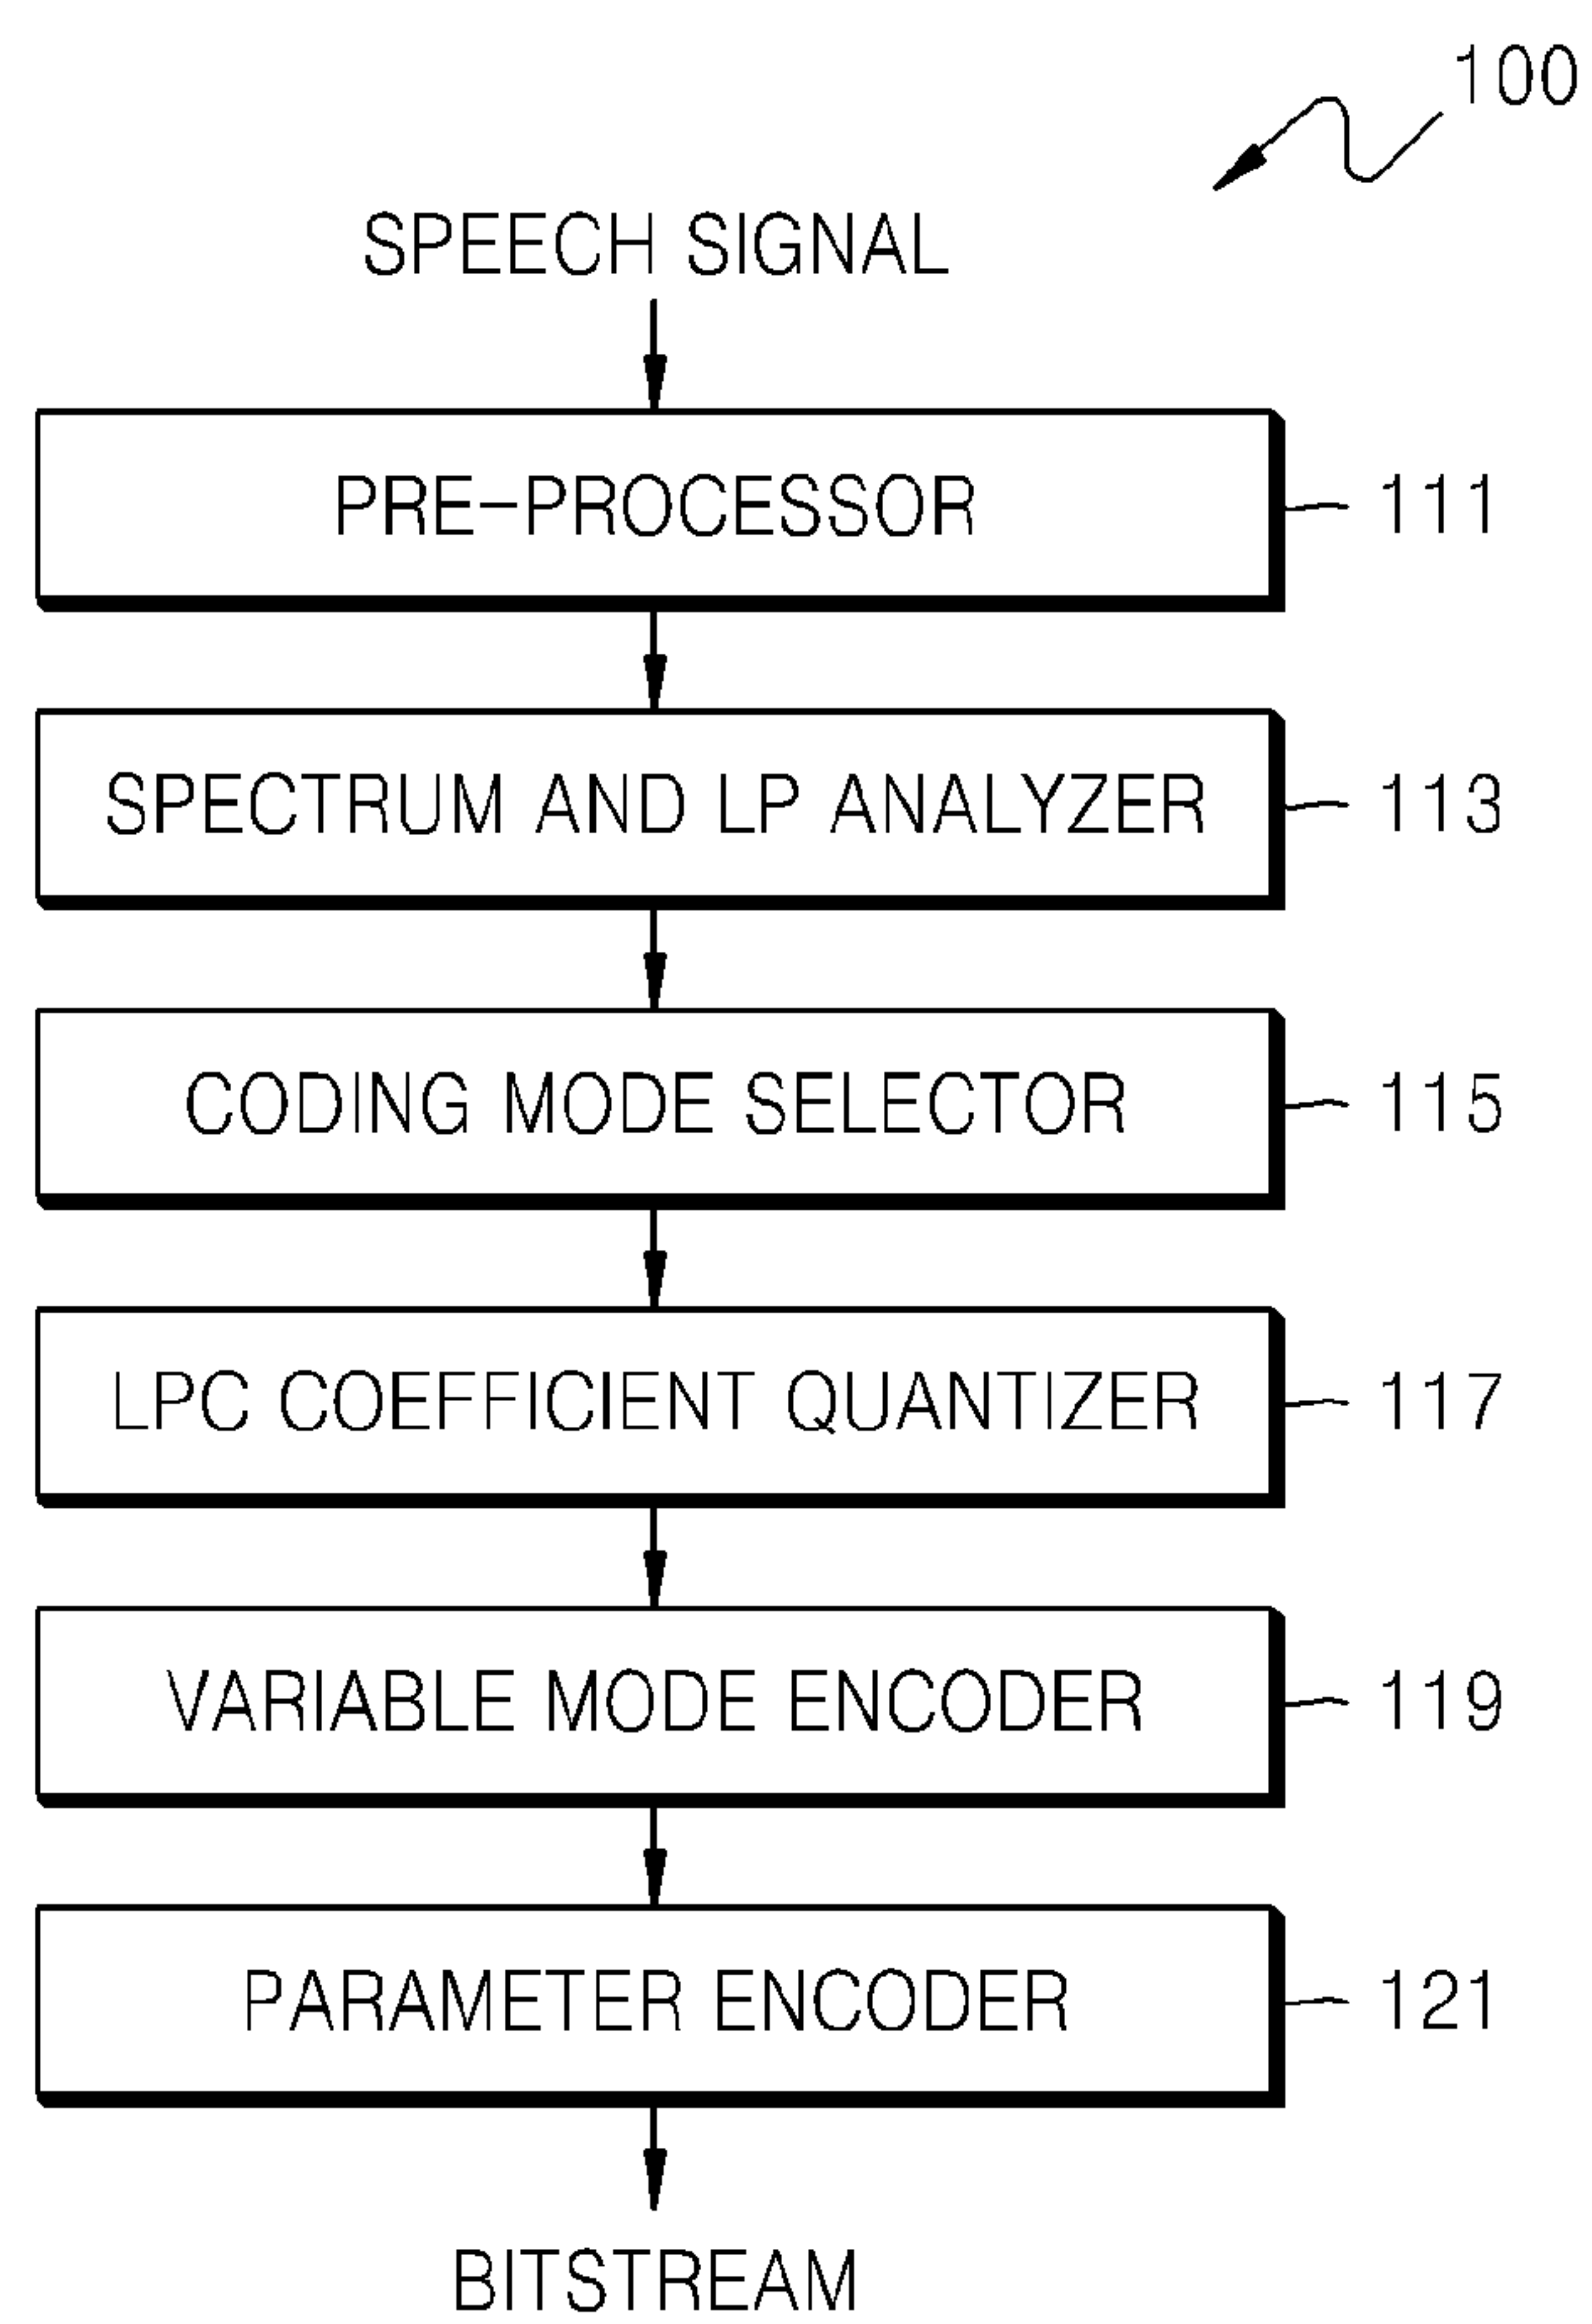 100
SPEECH SIGNAL
PRE-PROCESSOR
111
SPECTRUM AND LP ANALYZER
113
CODING MODE SELECTOR
115
LPC COEFFICIENT QUANTIZER
117
VARIABLE MODE ENCODER
119
PARAMETER ENCODER
121
BITSTREAM